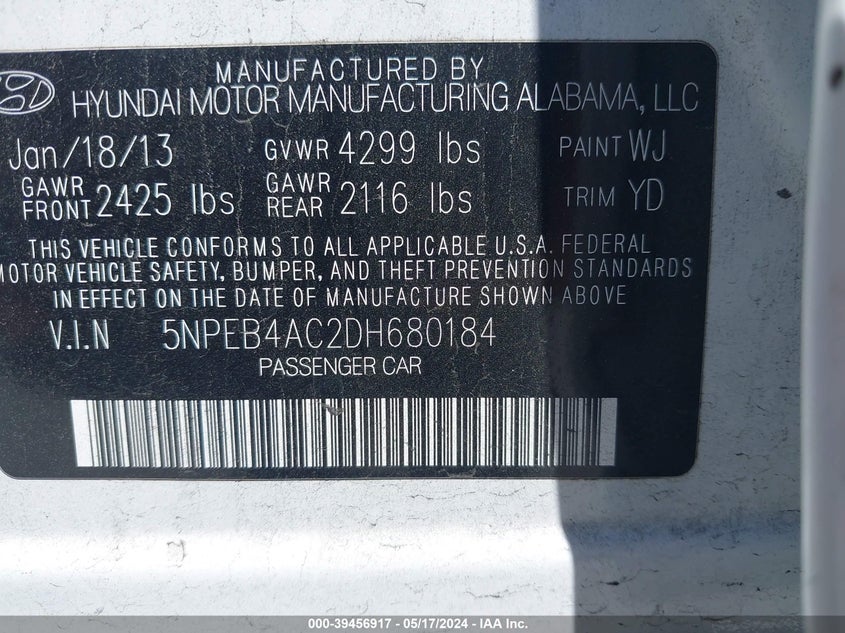 MANUFACTURED BY
HYUNDAI MOTOR MANUFACTURING ALABAMA, LLC
Jan/18/13 GVWR 4299 lbs PAINT WJ
GAWR FRONT 2425 lbs GAWR REAR 2116 lbs TRIM YD
THIS VEHICLE CONFORMS TO ALL APPLICABLE U.S.A. FEDERAL
MOTOR VEHICLE SAFETY, BUMPER, AND THEFT PREVENTION STANDARDS
IN EFFECT ON THE DATE OF MANUFACTURE SHOWN ABOVE
V.I.N 5NPEB4AC2DH680184
PASSENGER CAR
000-39456917 - 05/17/2024 - IAA Inc.